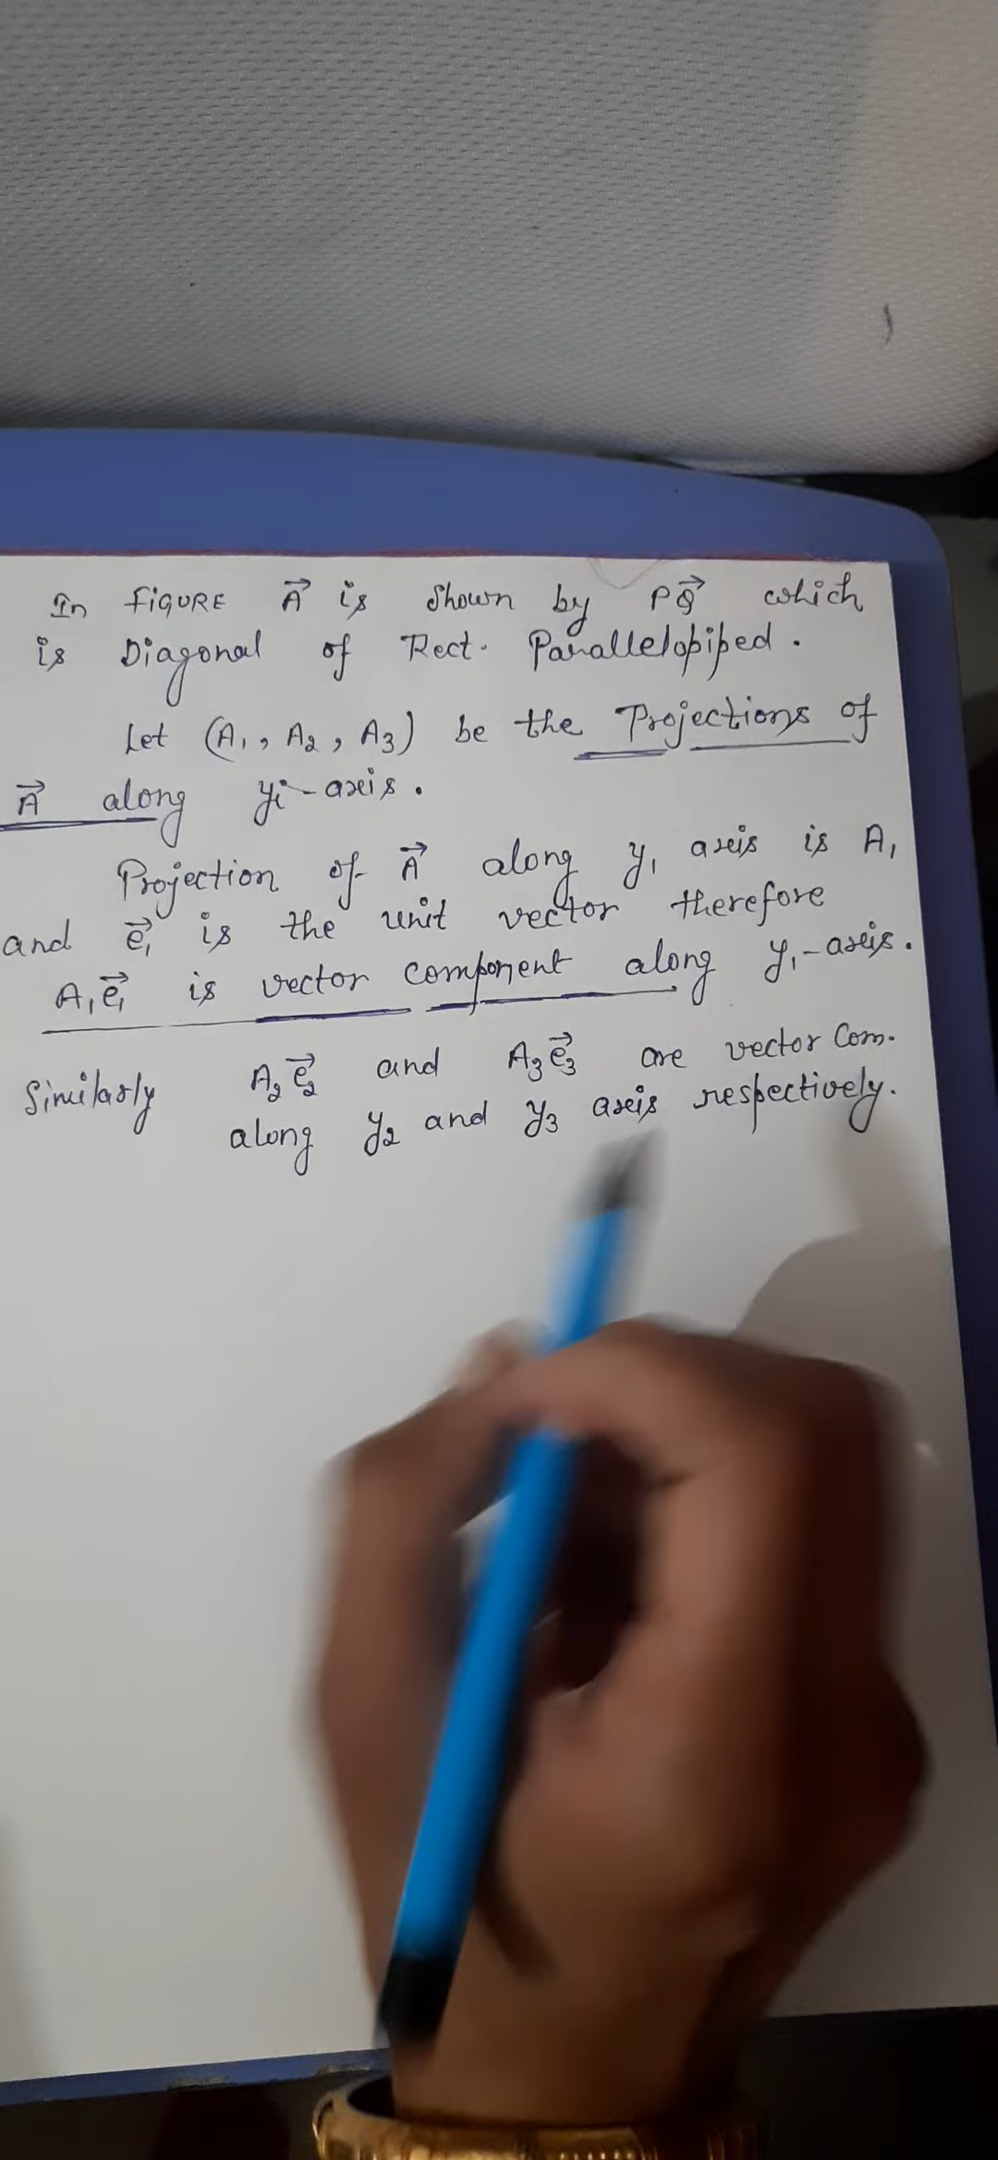 In FIGURE A⃗ is shown by PQ⃗ which
is Diagonal of Rect. Parallelopiped.
Let (A₁, A₂, A₃) be the Projections of
A⃗ along yᵢ-axis.
Projection of A⃗ along y₁ axis is A₁
and e⃗₁ is the unit vector therefore
A₁e⃗₁ is vector component along y₁-axis.
Similarly A₂e⃗₂ and A₃e⃗₃ are vector Com.
along y₂ and y₃ axis respectively.